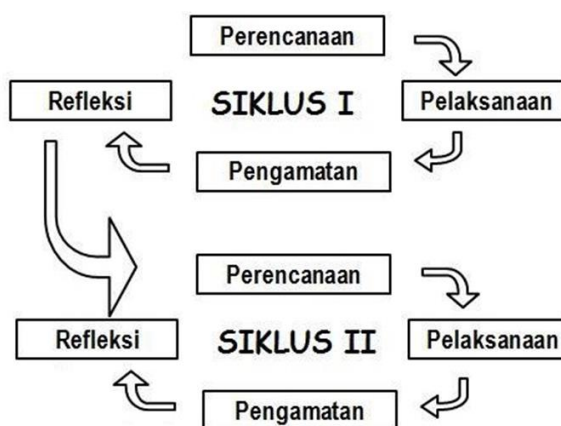 Perencanaan
Refleksi
SIKLUS I
Pelaksanaan
Pengamatan
Perencanaan
Refleksi
SIKLUS II
Pelaksanaan
Pengamatan